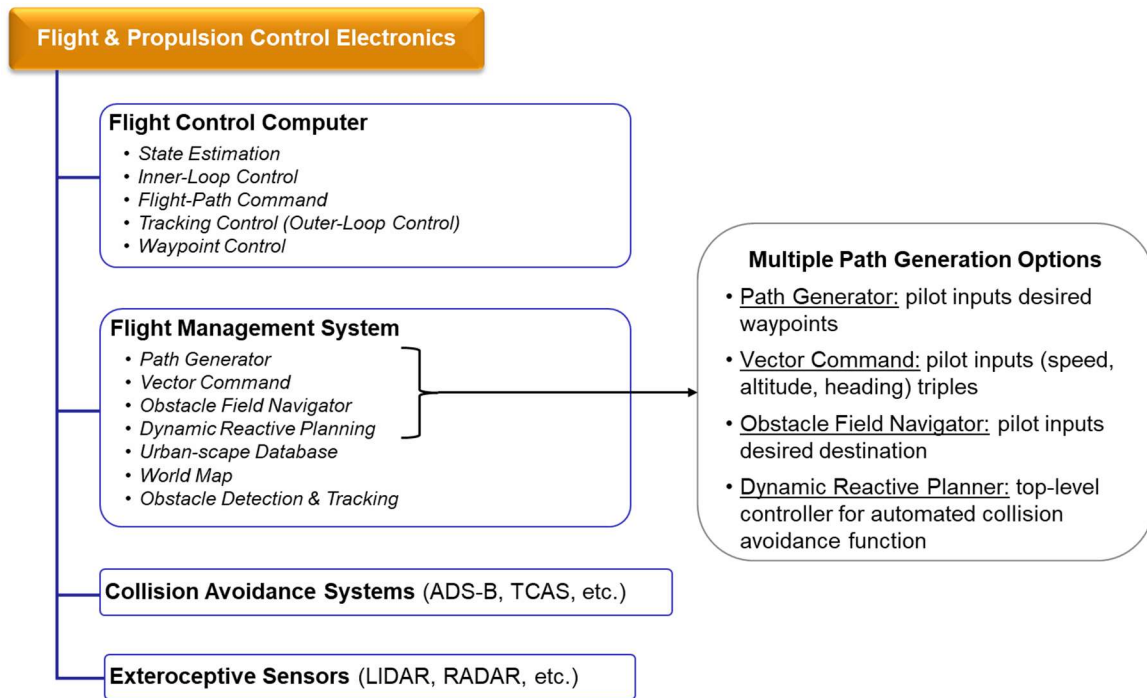 Flight & Propulsion Control Electronics
Flight Control Computer
• State Estimation
• Inner-Loop Control
• Flight-Path Command
• Tracking Control (Outer-Loop Control)
• Waypoint Control
Flight Management System
• Path Generator
• Vector Command
• Obstacle Field Navigator
• Dynamic Reactive Planning
• Urban-scape Database
• World Map
• Obstacle Detection & Tracking
Collision Avoidance Systems (ADS-B, TCAS, etc.)
Exteroceptive Sensors (LIDAR, RADAR, etc.)
Multiple Path Generation Options
• Path Generator: pilot inputs desired
waypoints
• Vector Command: pilot inputs (speed,
altitude, heading) triples
• Obstacle Field Navigator: pilot inputs
desired destination
• Dynamic Reactive Planner: top-level
controller for automated collision
avoidance function